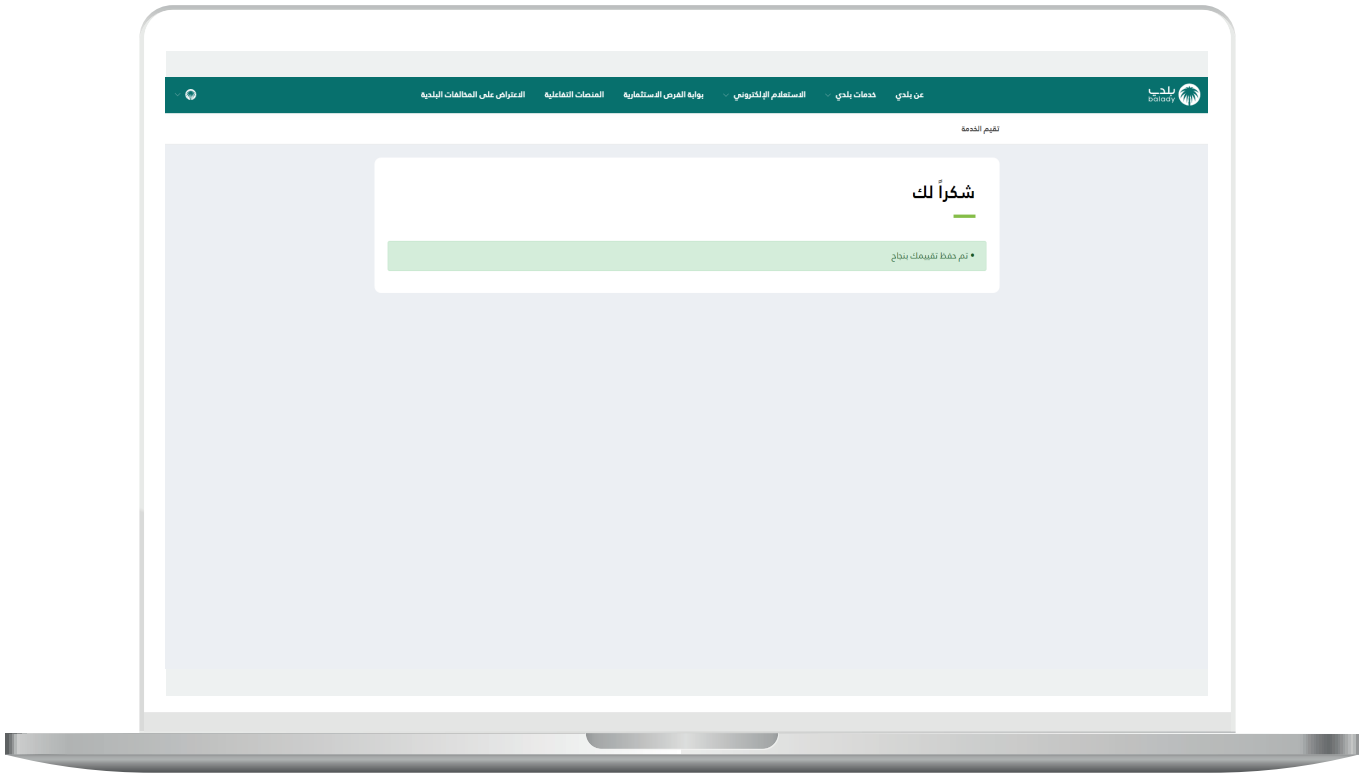 بلدي
balady
عن بلدي
خدمات بلدي
الاستعلام الإلكتروني
بوابة الفرص الاستثمارية
المنصات التفاعلية
الاعتراض على المخالفات البلدية
تقيم الخدمة
شكراً لك
• تم حفظ تقييمك بنجاح